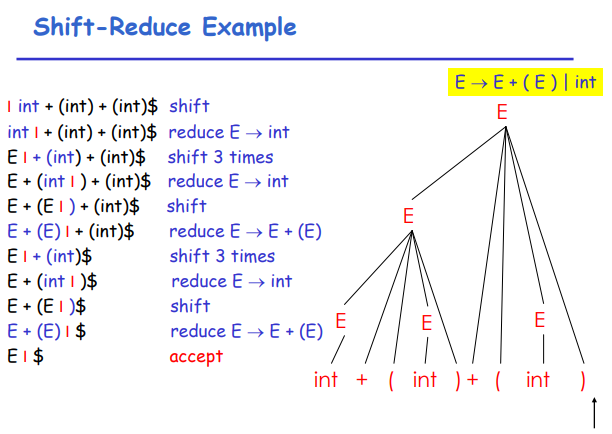 Shift-Reduce Example
E → E + ( E ) | int
I int + (int) + (int)$ shift
int I + (int) + (int)$ reduce E → int
E I + (int) + (int)$ shift 3 times
E + (int I ) + (int)$ reduce E → int
E + (E I ) + (int)$ shift
E + (E) I + (int)$ reduce E → E + (E)
E I + (int)$ shift 3 times
E + (int I )$ reduce E → int
E + (E I )$ shift
E + (E) I $ reduce E → E + (E)
E I $ accept
E
E
E E E
int + ( int ) + ( int )